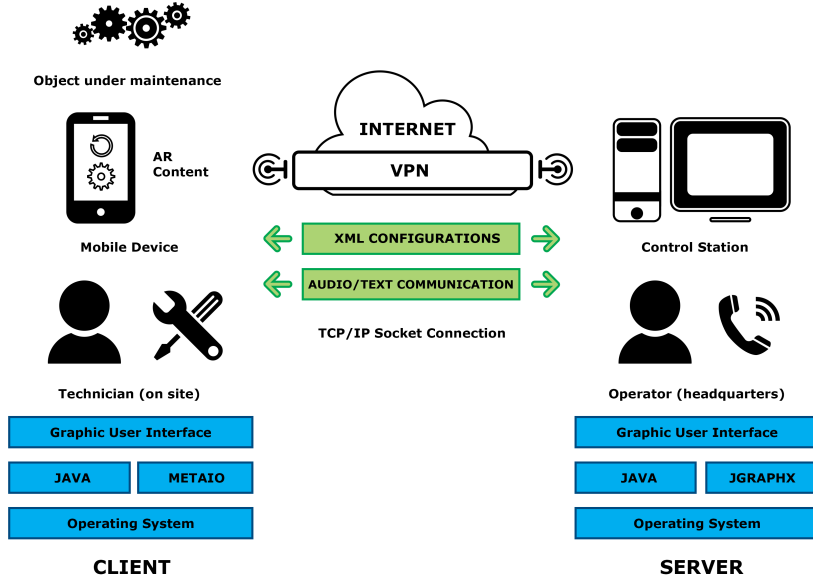 Object under maintenance
AR
Content
Mobile Device
Technician (on site)
Graphic User Interface
JAVA
METAIO
Operating System
CLIENT
INTERNET
VPN
XML CONFIGURATIONS
AUDIO/TEXT COMMUNICATION
TCP/IP Socket Connection
Control Station
Operator (headquarters)
Graphic User Interface
JAVA
JGRAPHX
Operating System
SERVER